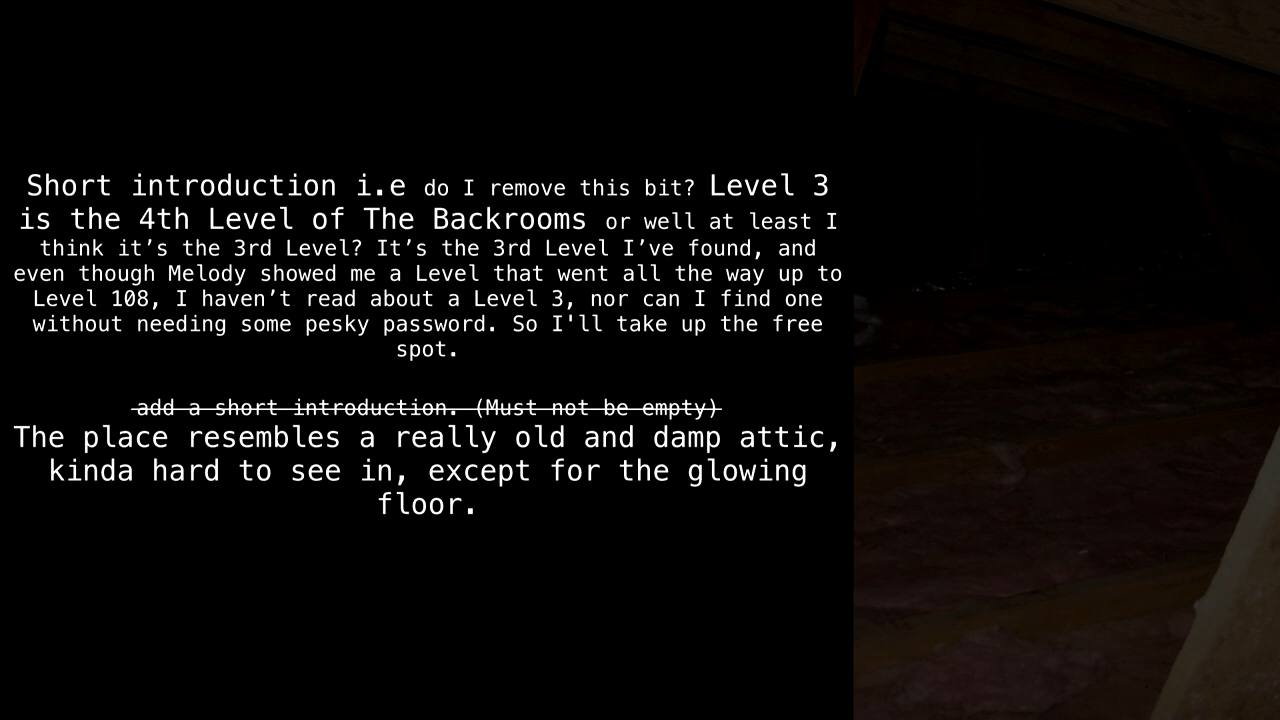 Short introduction i.e do I remove this bit? Level 3
is the 4th Level of The Backrooms or well at least I
think it’s the 3rd Level? It’s the 3rd Level I’ve found, and
even though Melody showed me a Level that went all the way up to
Level 108, I haven’t read about a Level 3, nor can I find one
without needing some pesky password. So I'll take up the free
spot.
add a short introduction. (Must not be empty)
The place resembles a really old and damp attic,
kinda hard to see in, except for the glowing
floor.